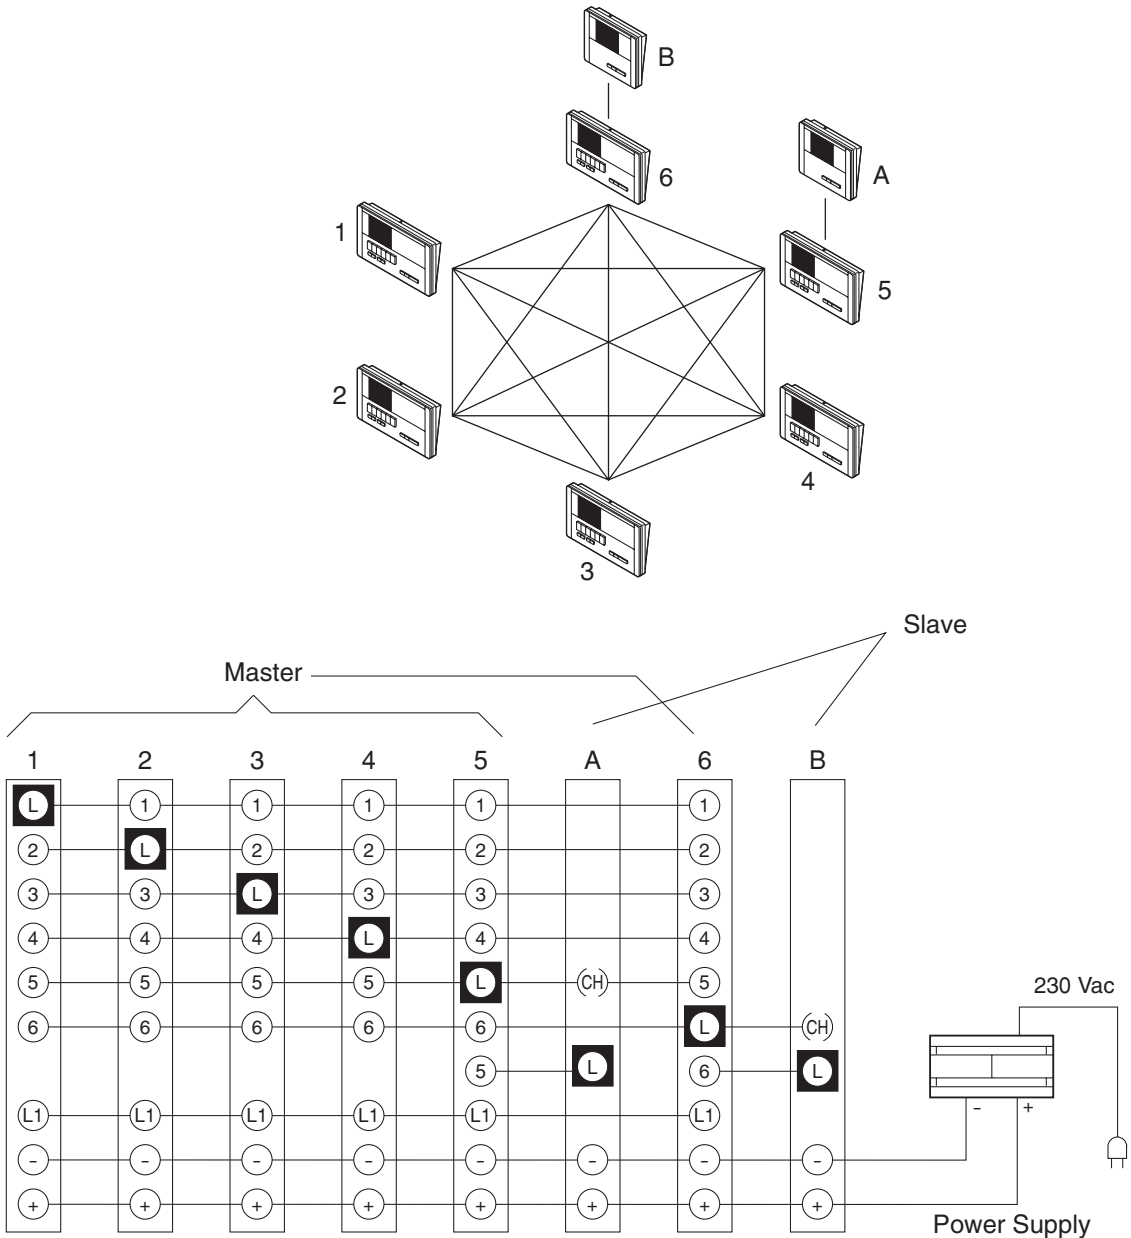 B
6
A
1
5
2
4
3
Slave
Master
1 2 3 4 5 A 6 B
L 1 1 1 1 1
2 L 2 2 2 2
3 3 L 3 3 3
4 4 4 L 4 4
5 5 5 5 L (CH) 5
230 Vac
6 6 6 6 6 L (CH)
5 L 6 L
- +
L1 L1 L1 L1 L1 L1
- - - - - - - -
+ + + + + + + +
Power Supply